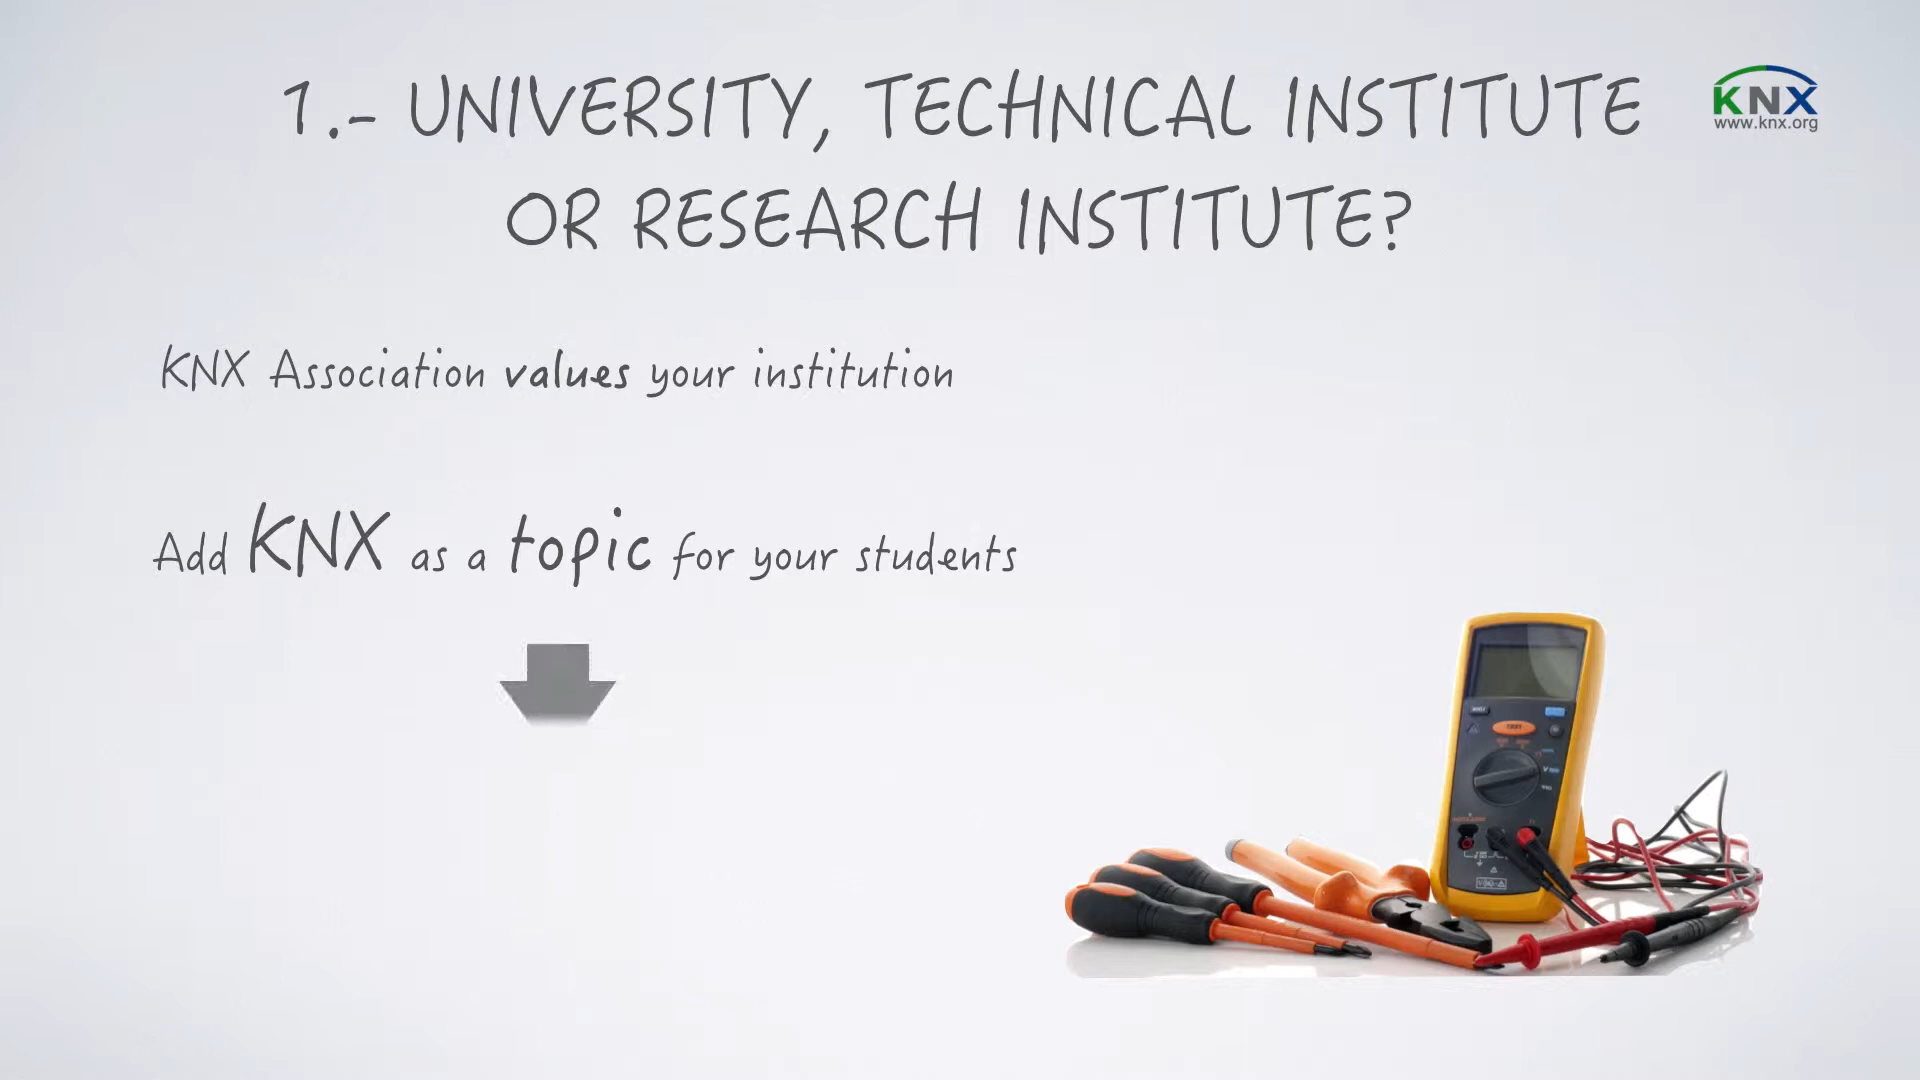 1.- UNIVERSITY, TECHNICAL INSTITUTE
OR RESEARCH INSTITUTE?
KNX
www.knx.org
KNX Association values your institution
Add KNX as a topic for your students